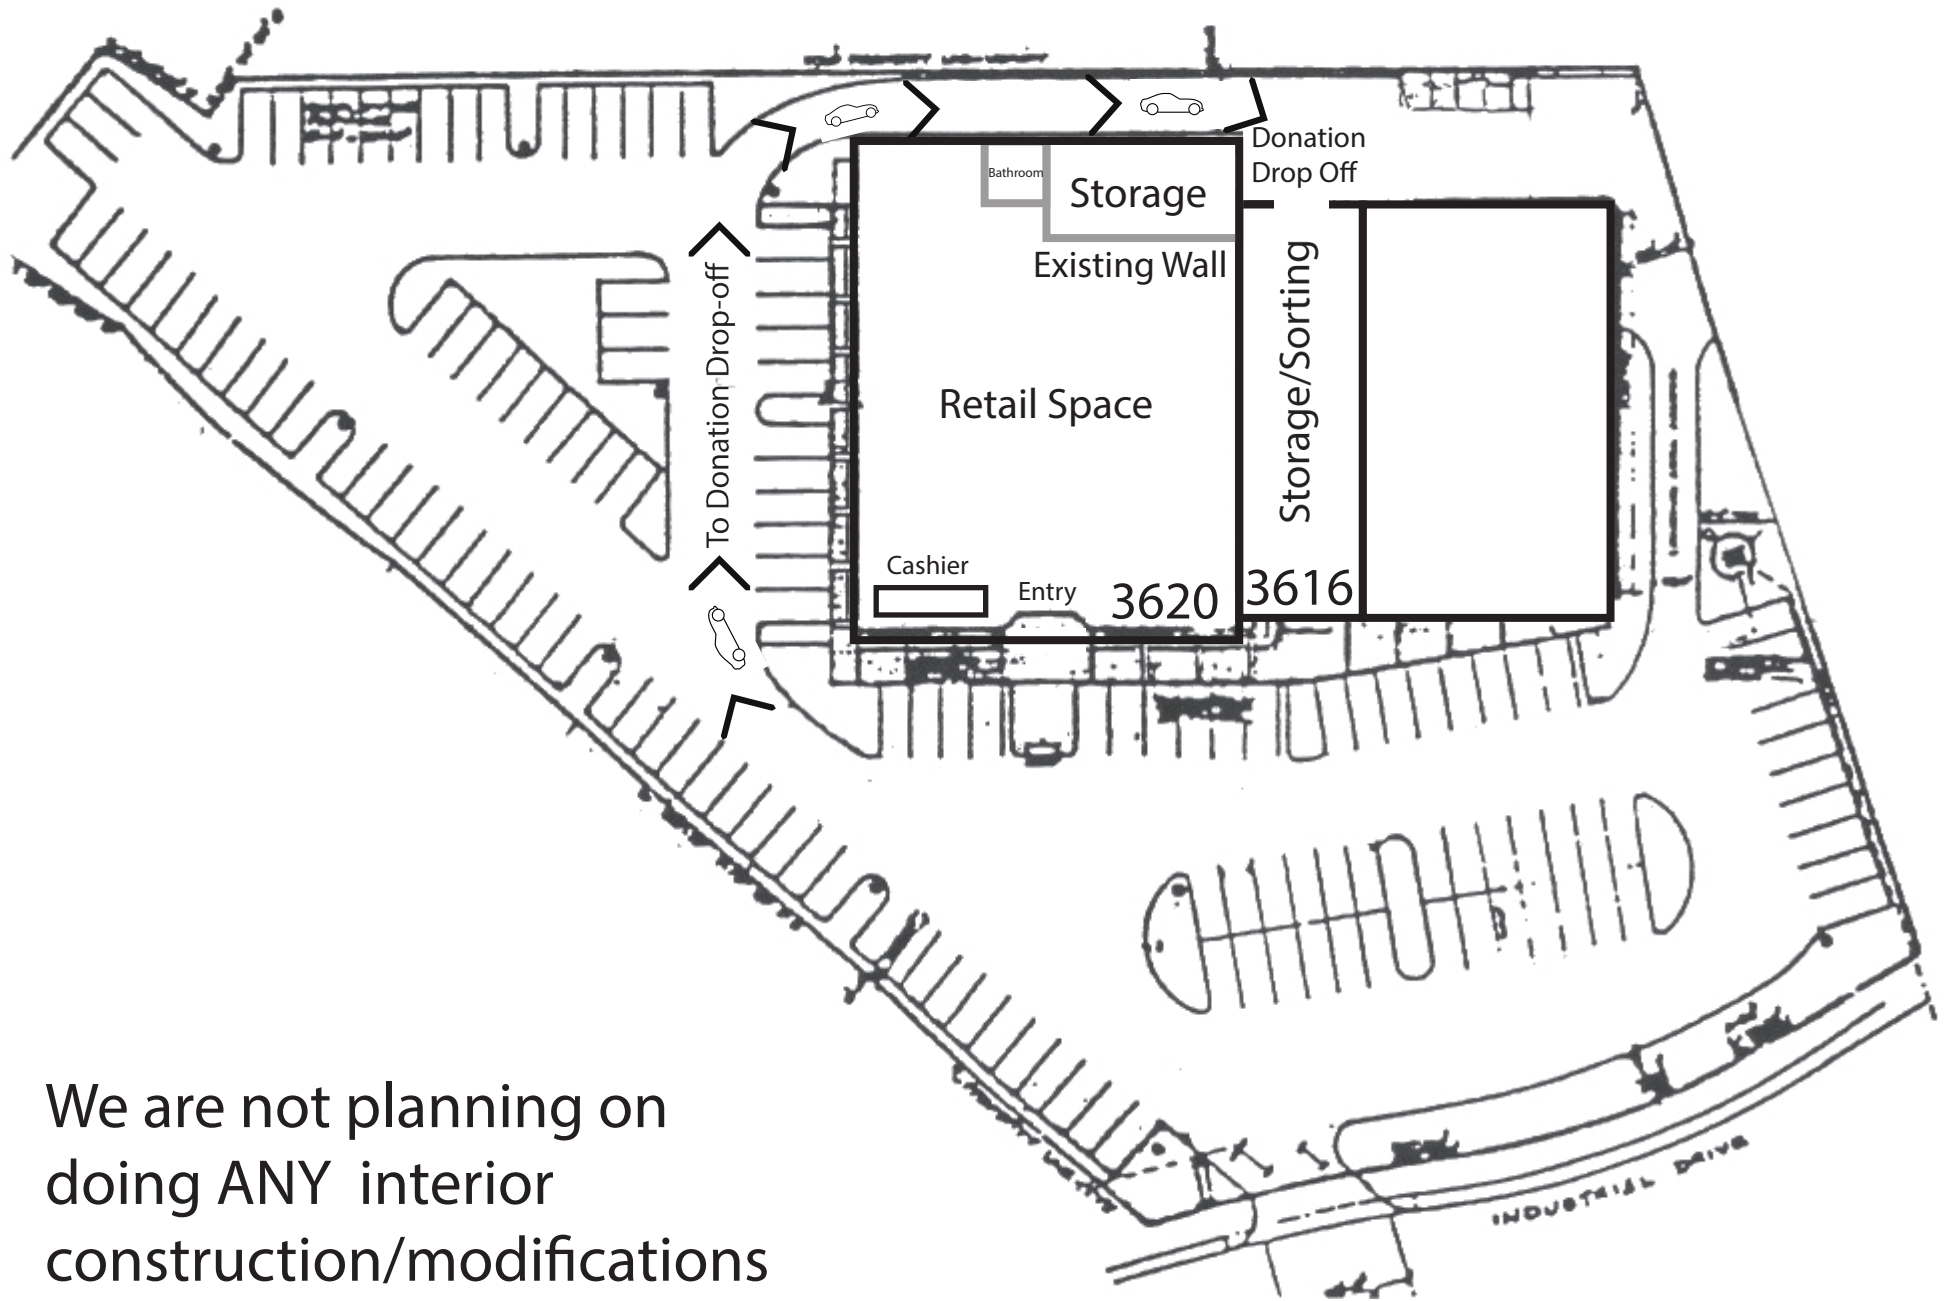 Donation
Drop Off
Bathroom
Storage
Existing Wall
To Donation Drop-off
Retail Space
Storage/Sorting
Cashier
Entry
3620
3616
We are not planning on
doing ANY interior
construction/modifications
INDUSTRIAL DRIVE